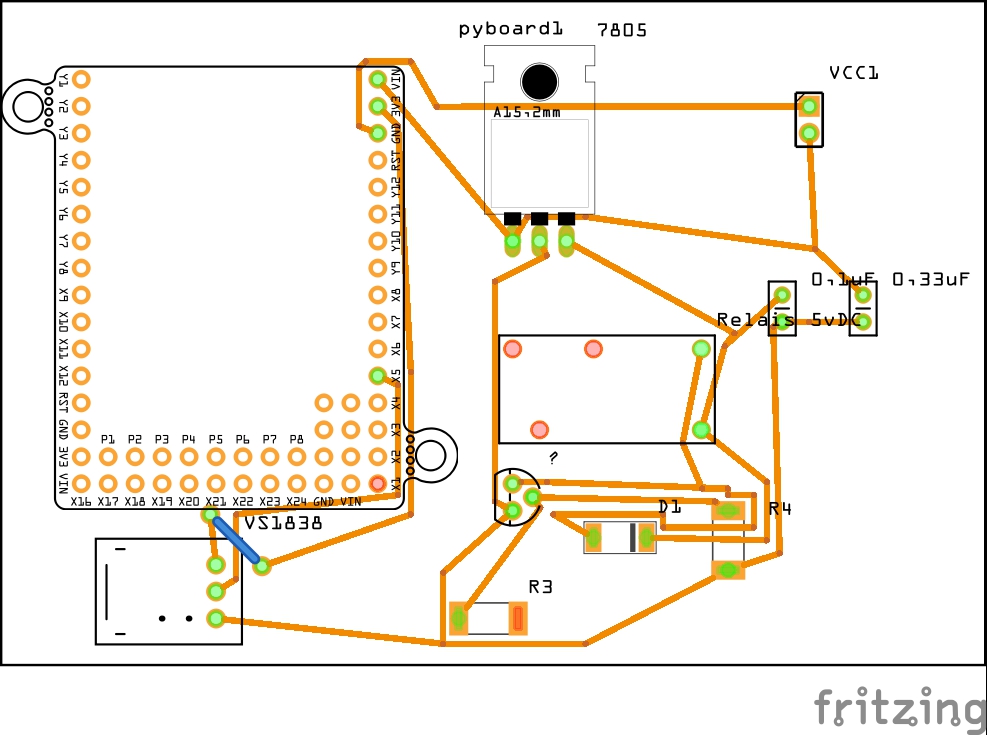 pyboard1 7805
VCC1
A15,2mm
Y1
Y2
Y3
Y4
Y5
Y6
Y7
Y8
X9
X10
X11
X12
RST
GND
3V3
VIN
VIN
3V3
GND
RST
Y12
Y11
Y10
Y9
X8
X7
X6
X5
X4
X3
X2
X1
0,1uF 0,33uF
Relais 5vDC
P1 P2 P3 P4 P5 P6 P7 P8
X16 X17 X18 X19 X20 X21 X22 X23 X24 GND VIN
?
D1
R4
VS1838
R3
fritzing